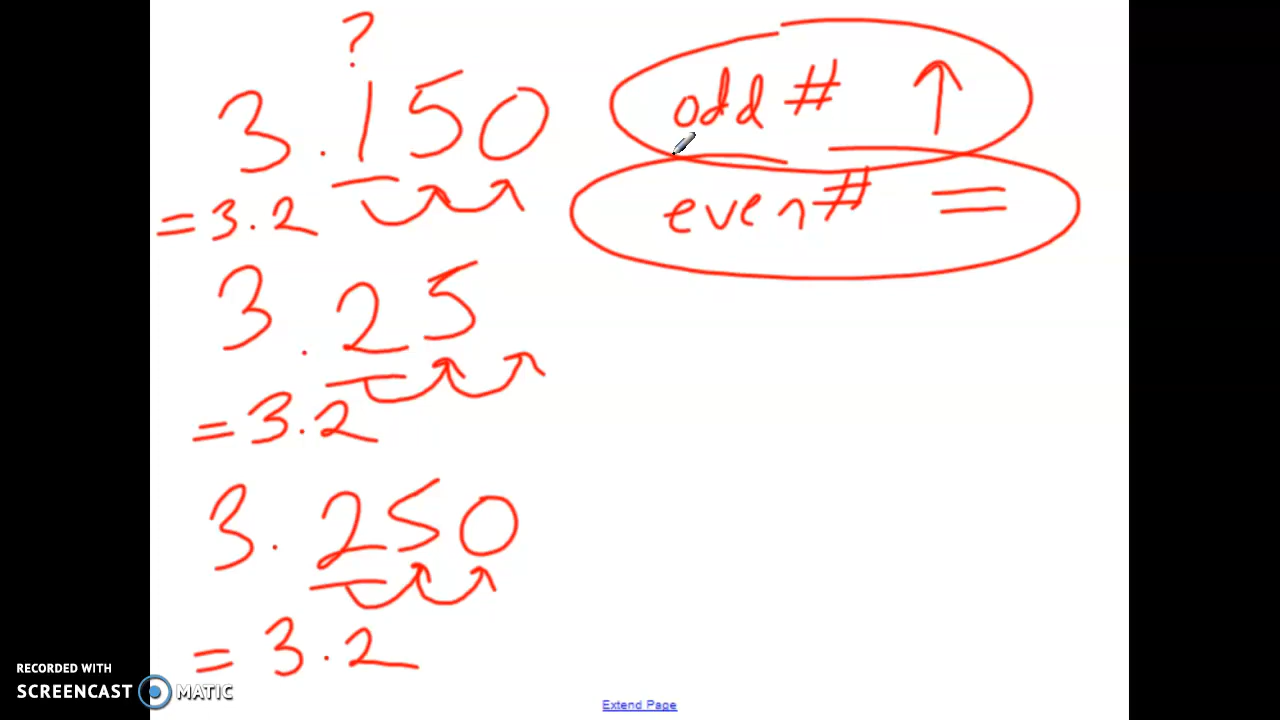 ?
3.150
odd # ↑
= 3.2
even # =
3.25
= 3.2
3.250
= 3.2
RECORDED WITH
SCREENCAST MATIC
Extend Page